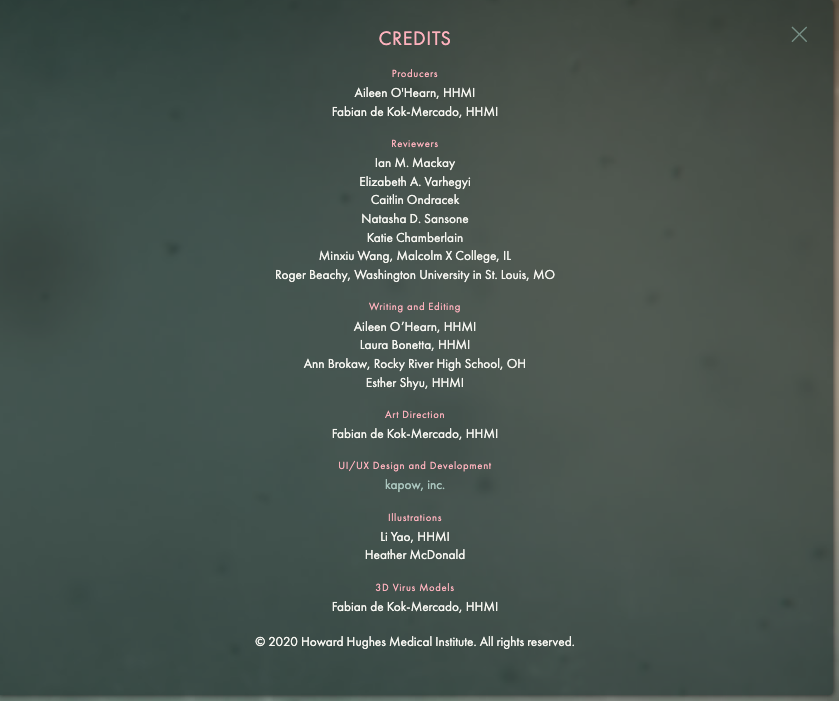 CREDITS
Producers
Aileen O'Hearn, HHMI
Fabian de Kok-Mercado, HHMI
Reviewers
Ian M. Mackay
Elizabeth A. Varhegyi
Caitlin Ondracek
Natasha D. Sansone
Katie Chamberlain
Minxiu Wang, Malcolm X College, IL
Roger Beachy, Washington University in St. Louis, MO
Writing and Editing
Aileen O’Hearn, HHMI
Laura Bonetta, HHMI
Ann Brokaw, Rocky River High School, OH
Esther Shyu, HHMI
Art Direction
Fabian de Kok-Mercado, HHMI
UI/UX Design and Development
kapow, inc.
Illustrations
Li Yao, HHMI
Heather McDonald
3D Virus Models
Fabian de Kok-Mercado, HHMI
© 2020 Howard Hughes Medical Institute. All rights reserved.